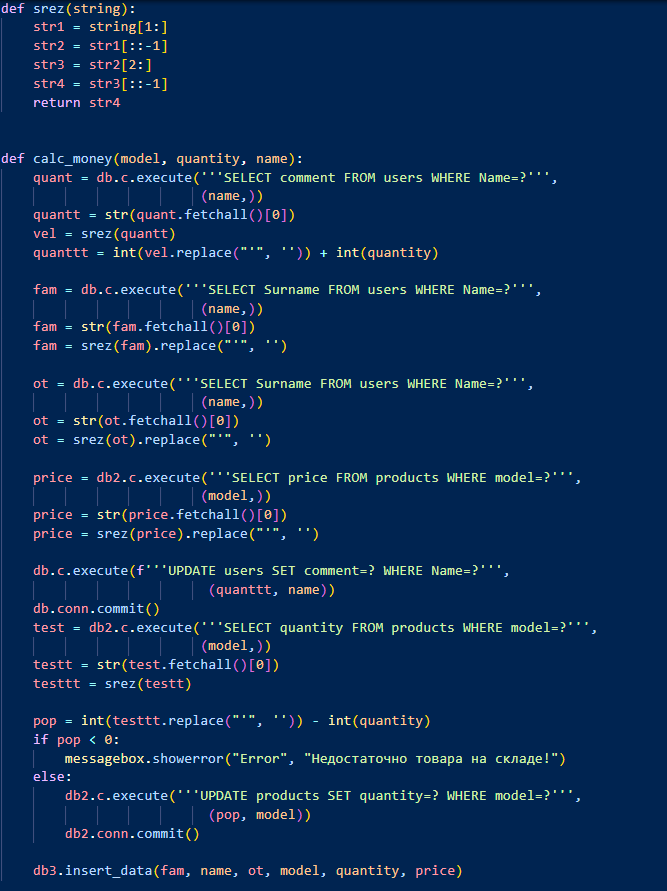 def srez(string):
    str1 = string[1:]
    str2 = str1[::-1]
    str3 = str2[2:]
    str4 = str3[::-1]
    return str4
def calc_money(model, quantity, name):
    quant = db.c.execute('''SELECT comment FROM users WHERE Name=?''',
                         (name,))
    quantt = str(quant.fetchall()[0])
    vel = srez(quantt)
    quanttt = int(vel.replace("'", '')) + int(quantity)
    fam = db.c.execute('''SELECT Surname FROM users WHERE Name=?''',
                         (name,))
    fam = str(fam.fetchall()[0])
    fam = srez(fam).replace("'", '')
    ot = db.c.execute('''SELECT Surname FROM users WHERE Name=?''',
                         (name,))
    ot = str(ot.fetchall()[0])
    ot = srez(ot).replace("'", '')
    price = db2.c.execute('''SELECT price FROM products WHERE model=?''',
                         (model,))
    price = str(price.fetchall()[0])
    price = srez(price).replace("'", '')
    db.c.execute(f'''UPDATE users SET comment=? WHERE Name=?''',
                          (quanttt, name))
    db.conn.commit()
    test = db2.c.execute('''SELECT quantity FROM products WHERE model=?''',
                         (model,))
    testt = str(test.fetchall()[0])
    testtt = srez(testt)
    pop = int(testtt.replace("'", '')) - int(quantity)
    if pop < 0:
        messagebox.showerror("Error", "Недостаточно товара на складе!")
    else:
        db2.c.execute('''UPDATE products SET quantity=? WHERE model=?''',
                          (pop, model))
        db2.conn.commit()
    db3.insert_data(fam, name, ot, model, quantity, price)